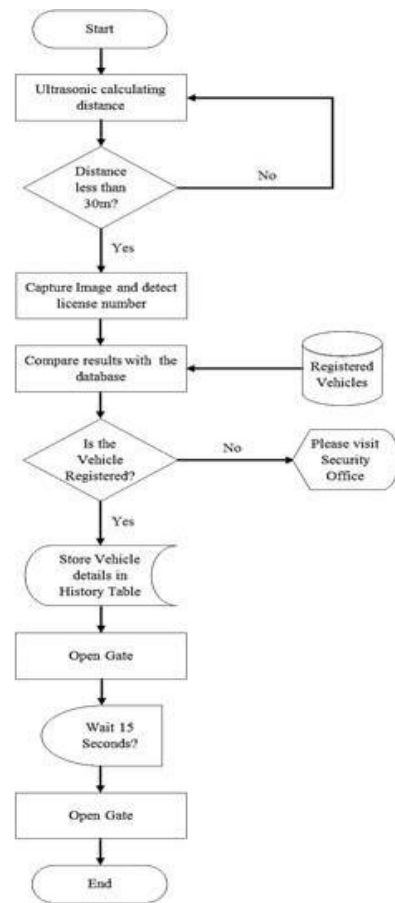 Start
Ultrasonic calculating
distance
Distance
less than
30m?
No
Yes
Capture Image and detect
license number
Compare results with the
database
Registered
Vehicles
Is the
Vehicle
Registered?
No
Please visit
Security
Office
Yes
Store Vehicle
details in
History Table
Open Gate
Wait 15
Seconds?
Open Gate
End